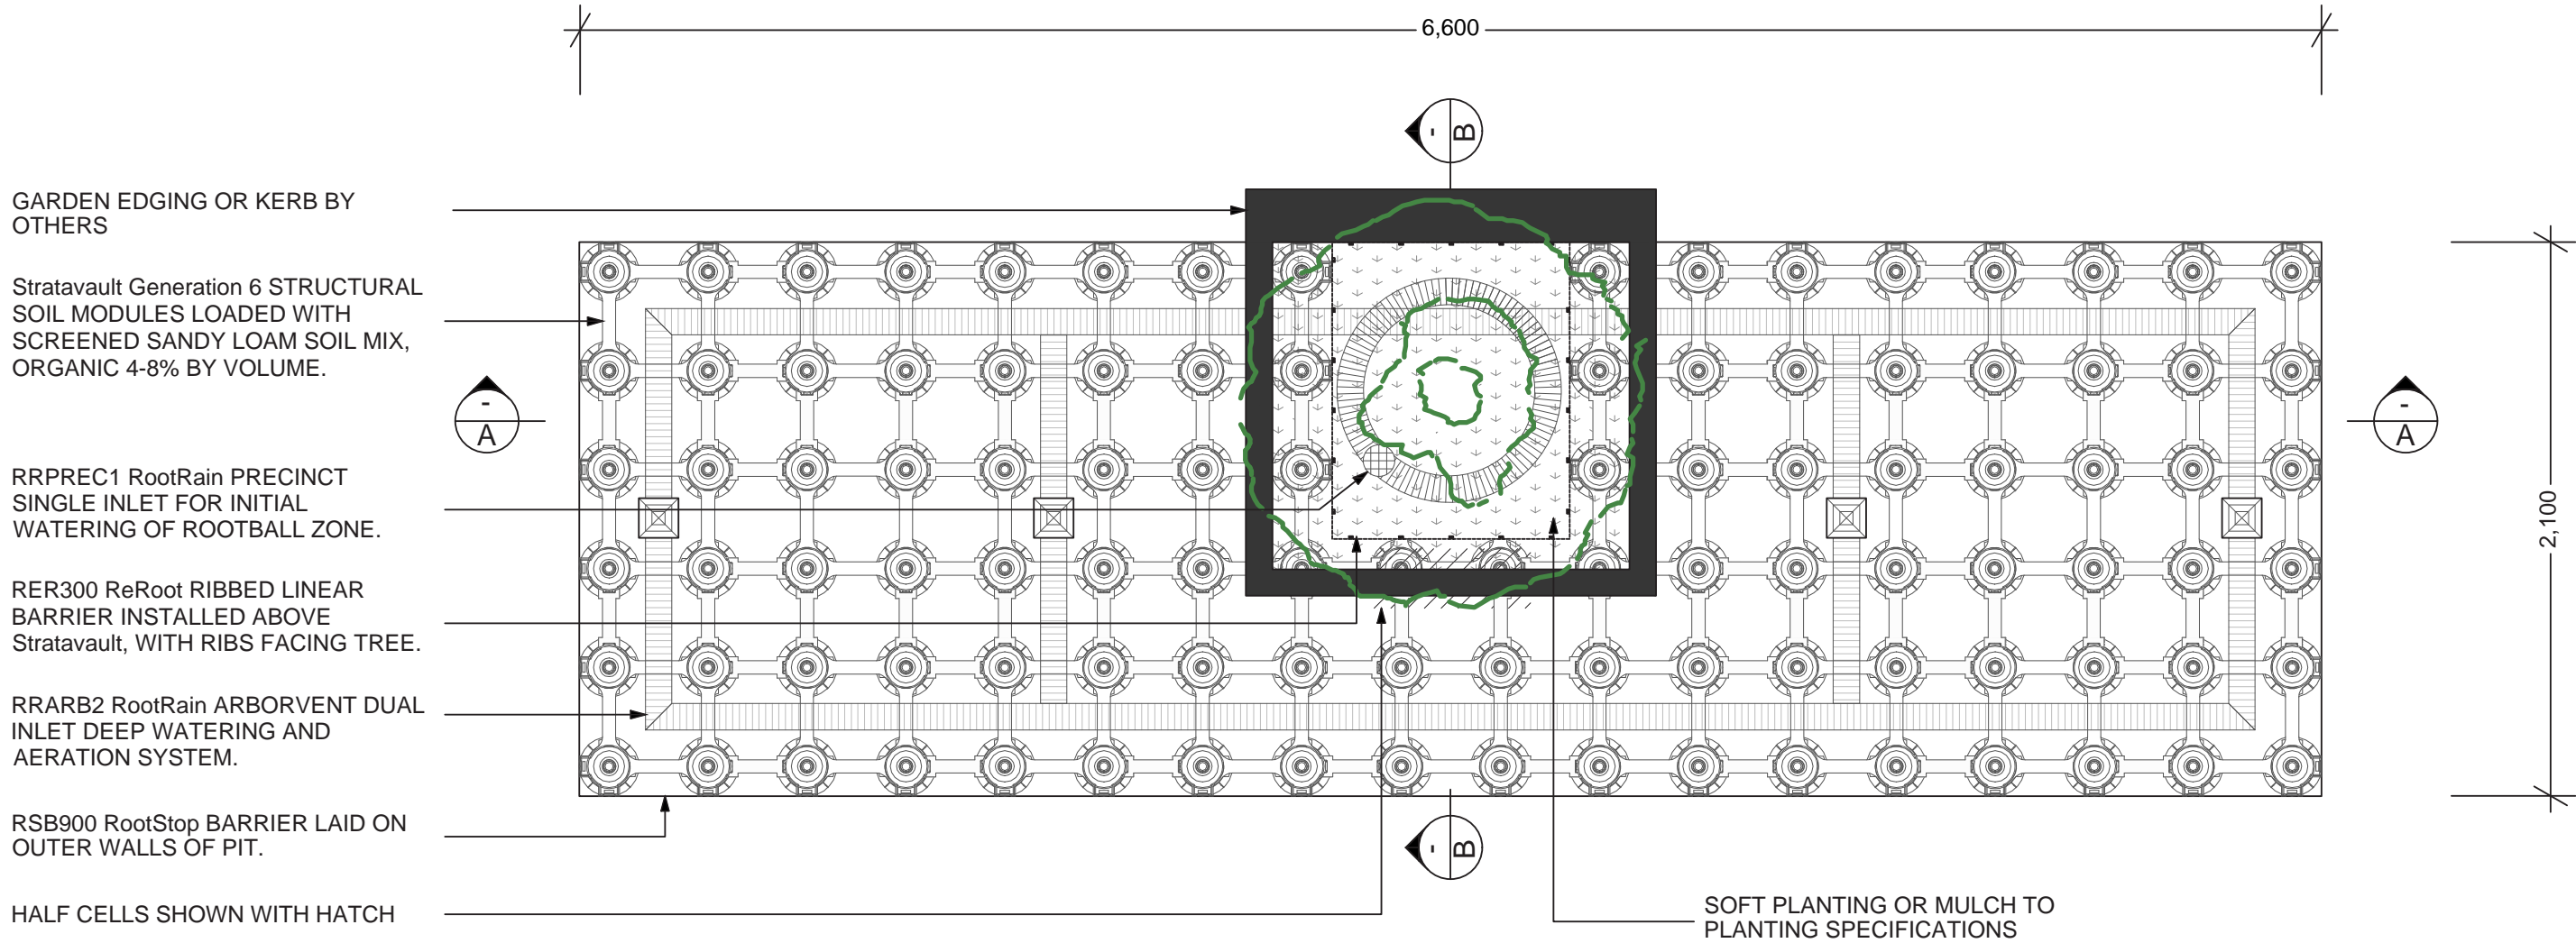 6,600
-
B
GARDEN EDGING OR KERB BY
OTHERS
Stratavault Generation 6 STRUCTURAL
SOIL MODULES LOADED WITH
SCREENED SANDY LOAM SOIL MIX,
ORGANIC 4-8% BY VOLUME.
-
A
-
A
RRPREC1 RootRain PRECINCT
SINGLE INLET FOR INITIAL
WATERING OF ROOTBALL ZONE.
2,100
RER300 ReRoot RIBBED LINEAR
BARRIER INSTALLED ABOVE
Stratavault, WITH RIBS FACING TREE.
RRARB2 RootRain ARBORVENT DUAL
INLET DEEP WATERING AND
AERATION SYSTEM.
RSB900 RootStop BARRIER LAID ON
OUTER WALLS OF PIT.
-
B
HALF CELLS SHOWN WITH HATCH
SOFT PLANTING OR MULCH TO
PLANTING SPECIFICATIONS